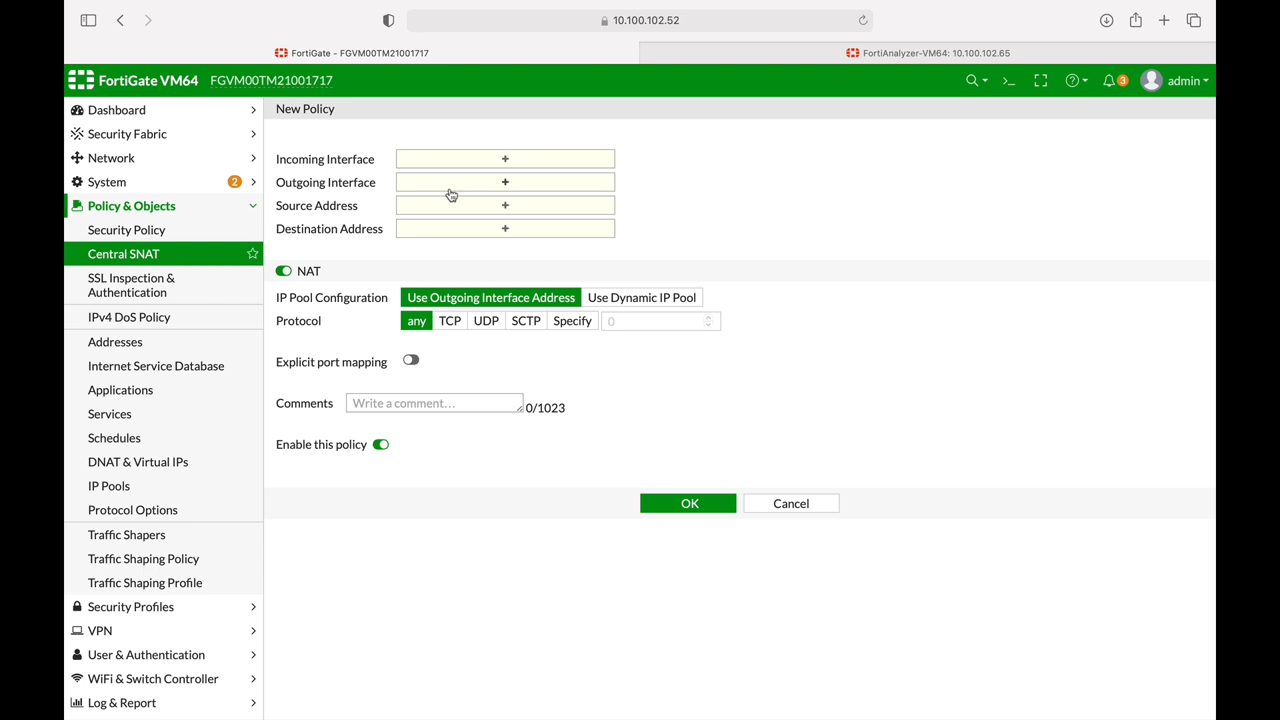 10.100.102.52
FortiGate - FGVM00TM21001717
FortiAnalyzer-VM64: 10.100.102.65
FortiGate VM64 FGVM00TM21001717
3 admin
Dashboard
Security Fabric
Network
System 2
Policy & Objects
Security Policy
Central SNAT
SSL Inspection &
Authentication
IPv4 DoS Policy
Addresses
Internet Service Database
Applications
Services
Schedules
DNAT & Virtual IPs
IP Pools
Protocol Options
Traffic Shapers
Traffic Shaping Policy
Traffic Shaping Profile
Security Profiles
VPN
User & Authentication
WiFi & Switch Controller
Log & Report
New Policy
Incoming Interface +
Outgoing Interface +
Source Address +
Destination Address +
NAT
IP Pool Configuration Use Outgoing Interface Address Use Dynamic IP Pool
Protocol any TCP UDP SCTP Specify 0
Explicit port mapping
Comments Write a comment... 0/1023
Enable this policy
OK Cancel